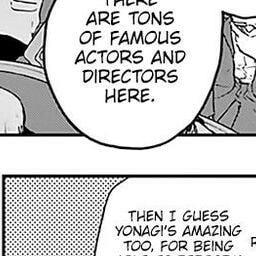 THERE
ARE TONS
OF FAMOUS
ACTORS AND
DIRECTORS
HERE.
THEN I GUESS
YONAGI'S AMAZING
TOO, FOR BEING